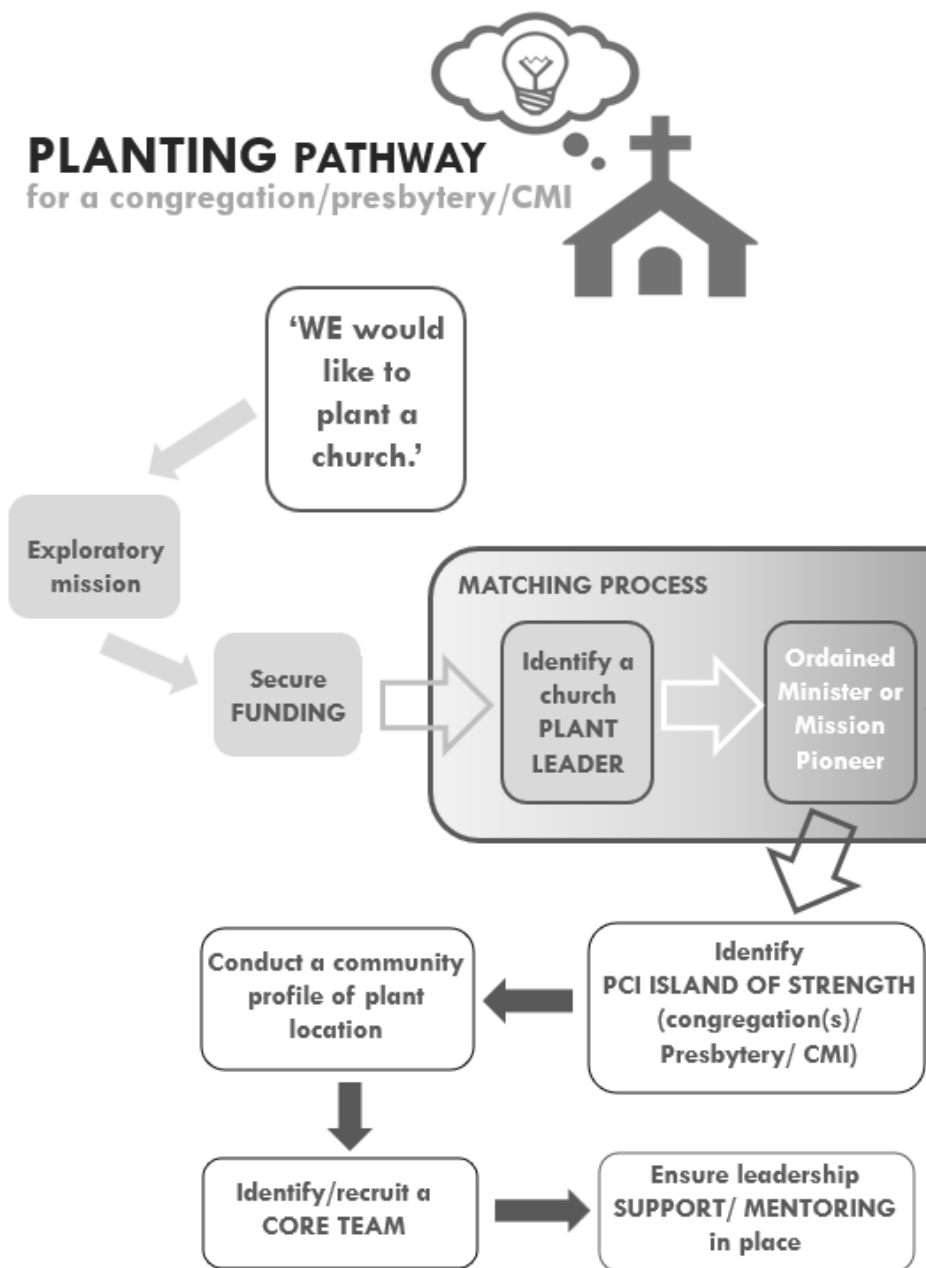 PLANTING PATHWAY
for a congregation/presbytery/CMI
‘WE would
like to
plant a
church.’
Exploratory
mission
Secure
FUNDING
MATCHING PROCESS
Identify a
church
PLANT
LEADER
Ordained
Minister or
Mission
Pioneer
Identify
PCI ISLAND OF STRENGTH
(congregation(s)/
Presbytery/ CMI)
Conduct a community
profile of plant
location
Identify/recruit a
CORE TEAM
Ensure leadership
SUPPORT/ MENTORING
in place